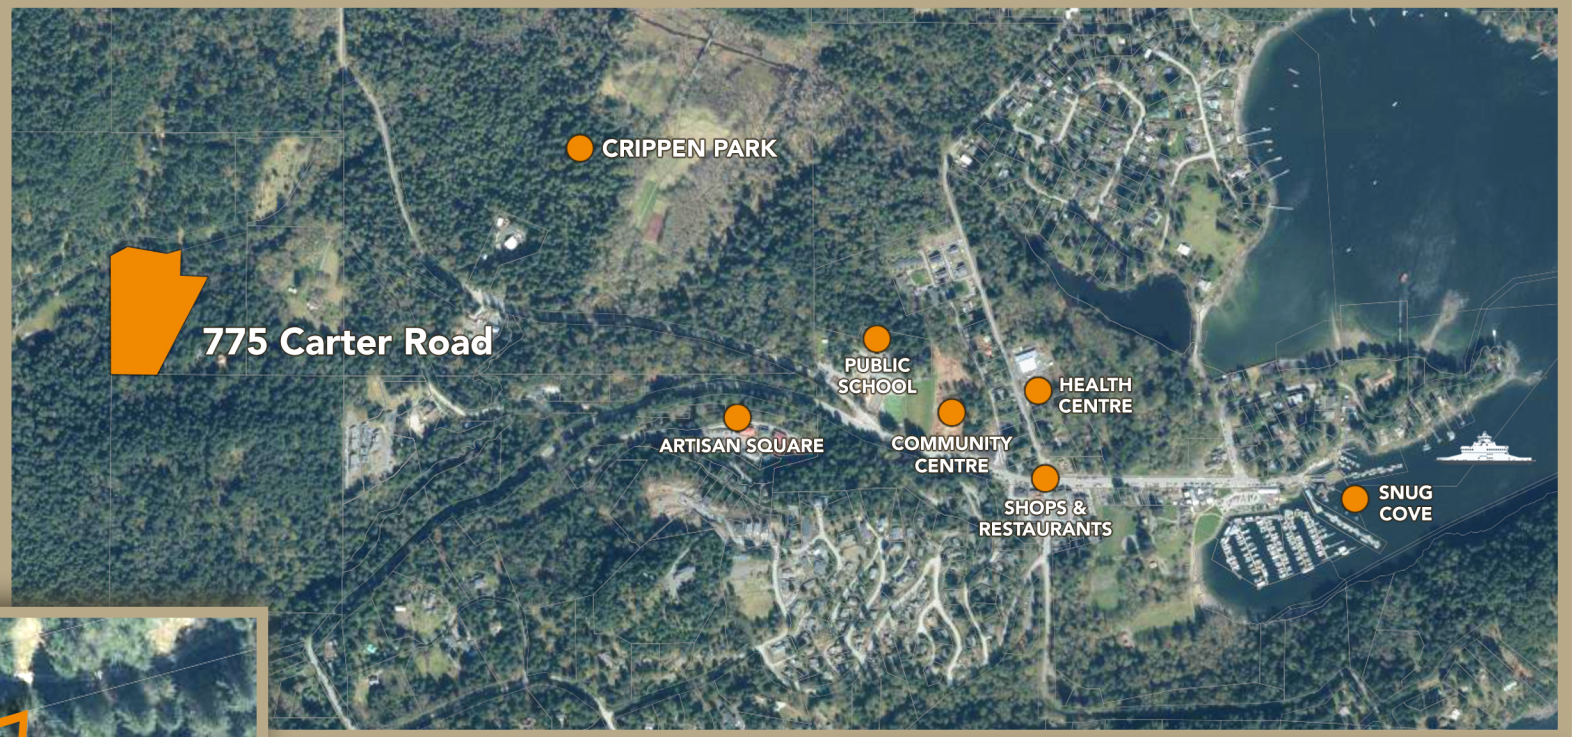 CRIPPEN PARK
775 Carter Road
PUBLIC
SCHOOL
HEALTH
CENTRE
ARTISAN SQUARE
COMMUNITY
CENTRE
SHOPS &
RESTAURANTS
SNUG
COVE